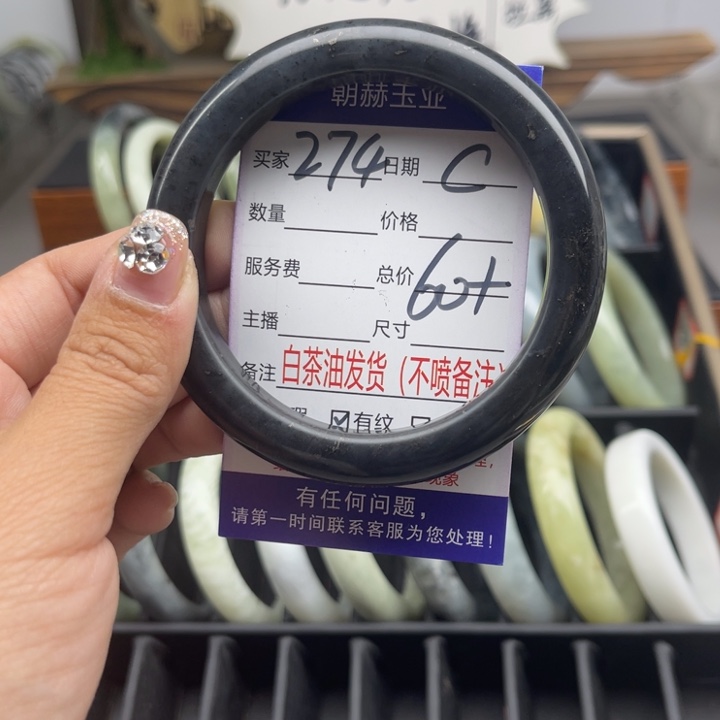 朝赫玉业
买家 274 日期 C
数量 价格
服务费 总价 60+
主播 尺寸
备注 白茶油发货（不喷备注
有纹
现象
有任何问题，
请第一时间联系客服为您处理！